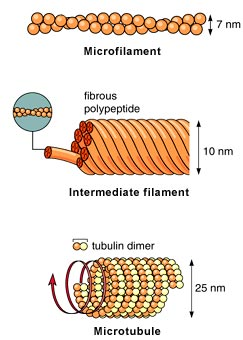 7 nm
Microfilament
fibrous
polypeptide
10 nm
Intermediate filament
tubulin dimer
25 nm
Microtubule